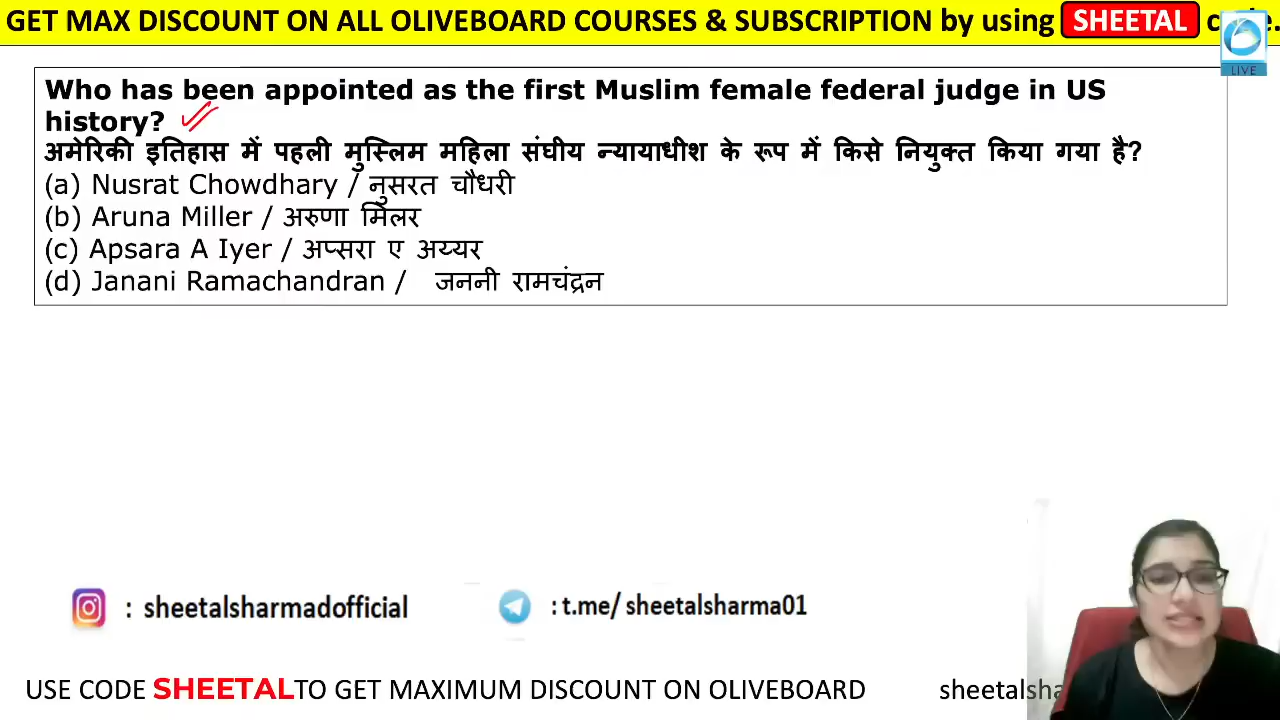 GET MAX DISCOUNT ON ALL OLIVEBOARD COURSES & SUBSCRIPTION by using SHEETAL code.
LIVE
Who has been appointed as the first Muslim female federal judge in US
history?
अमेरिकी इतिहास में पहली मुस्लिम महिला संघीय न्यायाधीश के रूप में किसे नियुक्त किया गया है?
(a) Nusrat Chowdhary / नुसरत चौधरी
(b) Aruna Miller / अरुणा मिलर
(c) Apsara A Iyer / अप्सरा ए अय्यर
(d) Janani Ramachandran / जननी रामचंद्रन
: sheetalsharmadofficial
: t.me/ sheetalsharma01
USE CODE SHEETAL TO GET MAXIMUM DISCOUNT ON OLIVEBOARD
sheetalsha